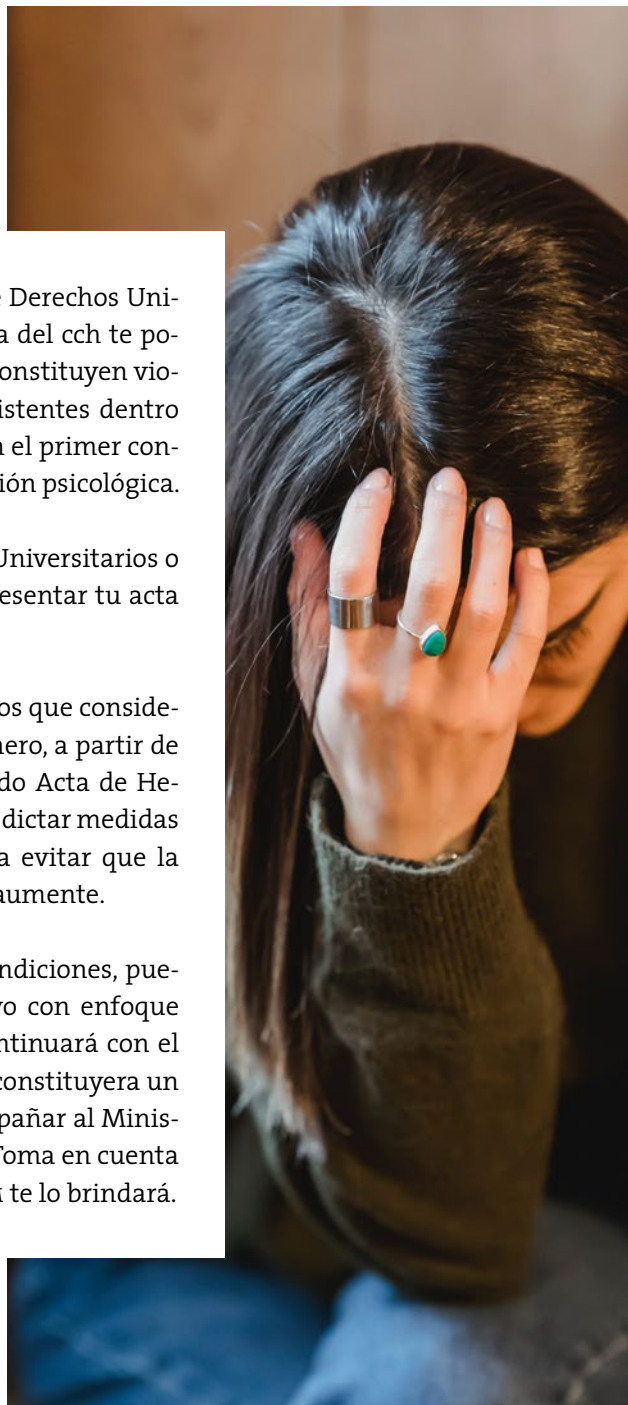 e Derechos Uni-
a del cch te po-
onstituyen vio-
istentes dentro
n el primer con-
ión psicológica.
Universitarios o
resentar tu acta
os que conside-
nero, a partir de
do Acta de He-
dictar medidas
a evitar que la
aumente.
ndiciones, pue-
vo con enfoque
ntinuará con el
constituyera un
pañar al Minis-
Toma en cuenta
te lo brindará.